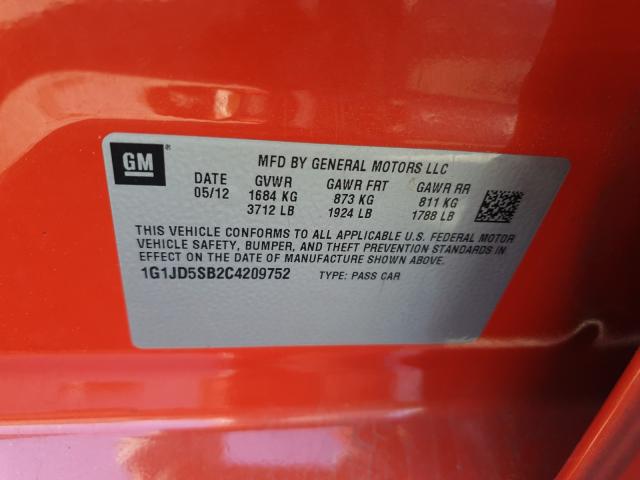 GM ®
MFD BY GENERAL MOTORS LLC
DATE GVWR GAWR FRT GAWR RR
05/12 1684 KG 873 KG 811 KG
3712 LB 1924 LB 1788 LB
THIS VEHICLE CONFORMS TO ALL APPLICABLE U.S. FEDERAL MOTOR
VEHICLE SAFETY, BUMPER, AND THEFT PREVENTION STANDARDS IN
EFFECT ON THE DATE OF MANUFACTURE SHOWN ABOVE.
1G1JD5SB2C4209752 TYPE: PASS CAR